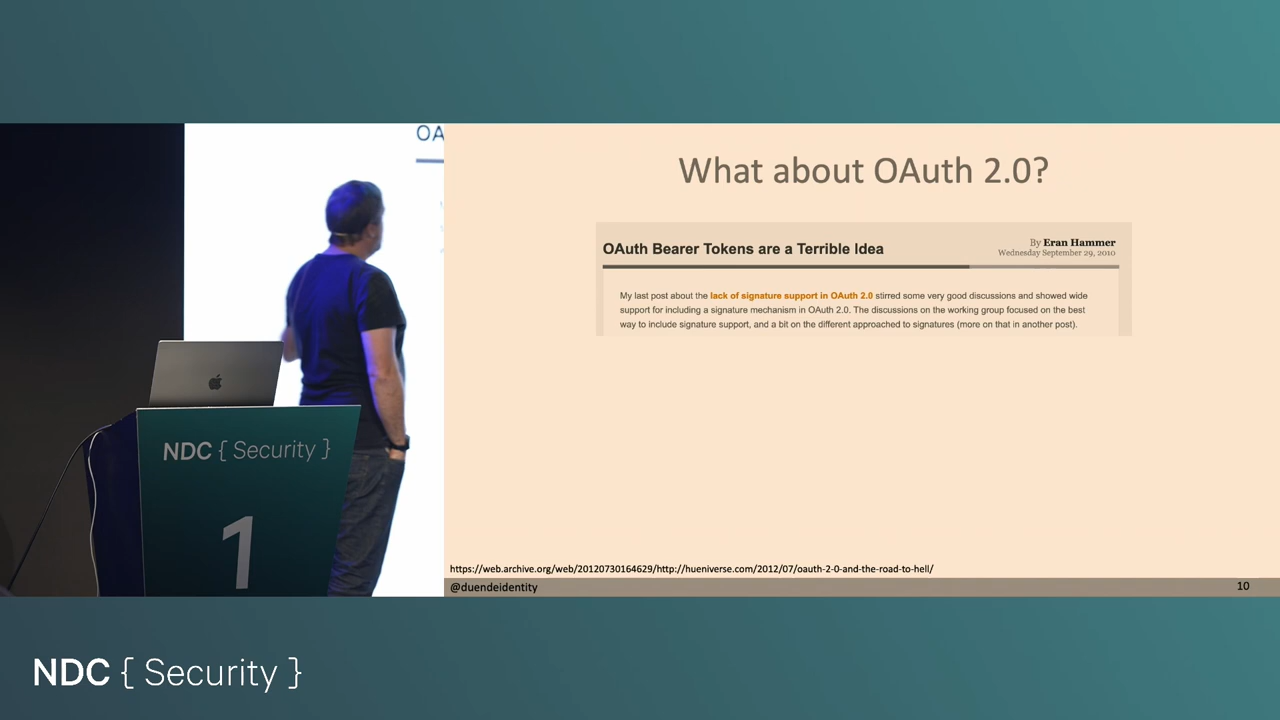 OA
What about OAuth 2.0?
OAuth Bearer Tokens are a Terrible Idea
By Eran Hammer
Wednesday September 29, 2010
My last post about the lack of signature support in OAuth 2.0 stirred some very good discussions and showed wide
support for including a signature mechanism in OAuth 2.0. The discussions on the working group focused on the best
way to include signature support, and a bit on the different approached to signatures (more on that in another post).
https://web.archive.org/web/20120730164629/http://hueniverse.com/2012/07/oauth-2-0-and-the-road-to-hell/
@duendeidentity
10
NDC { Security }
1
NDC { Security }